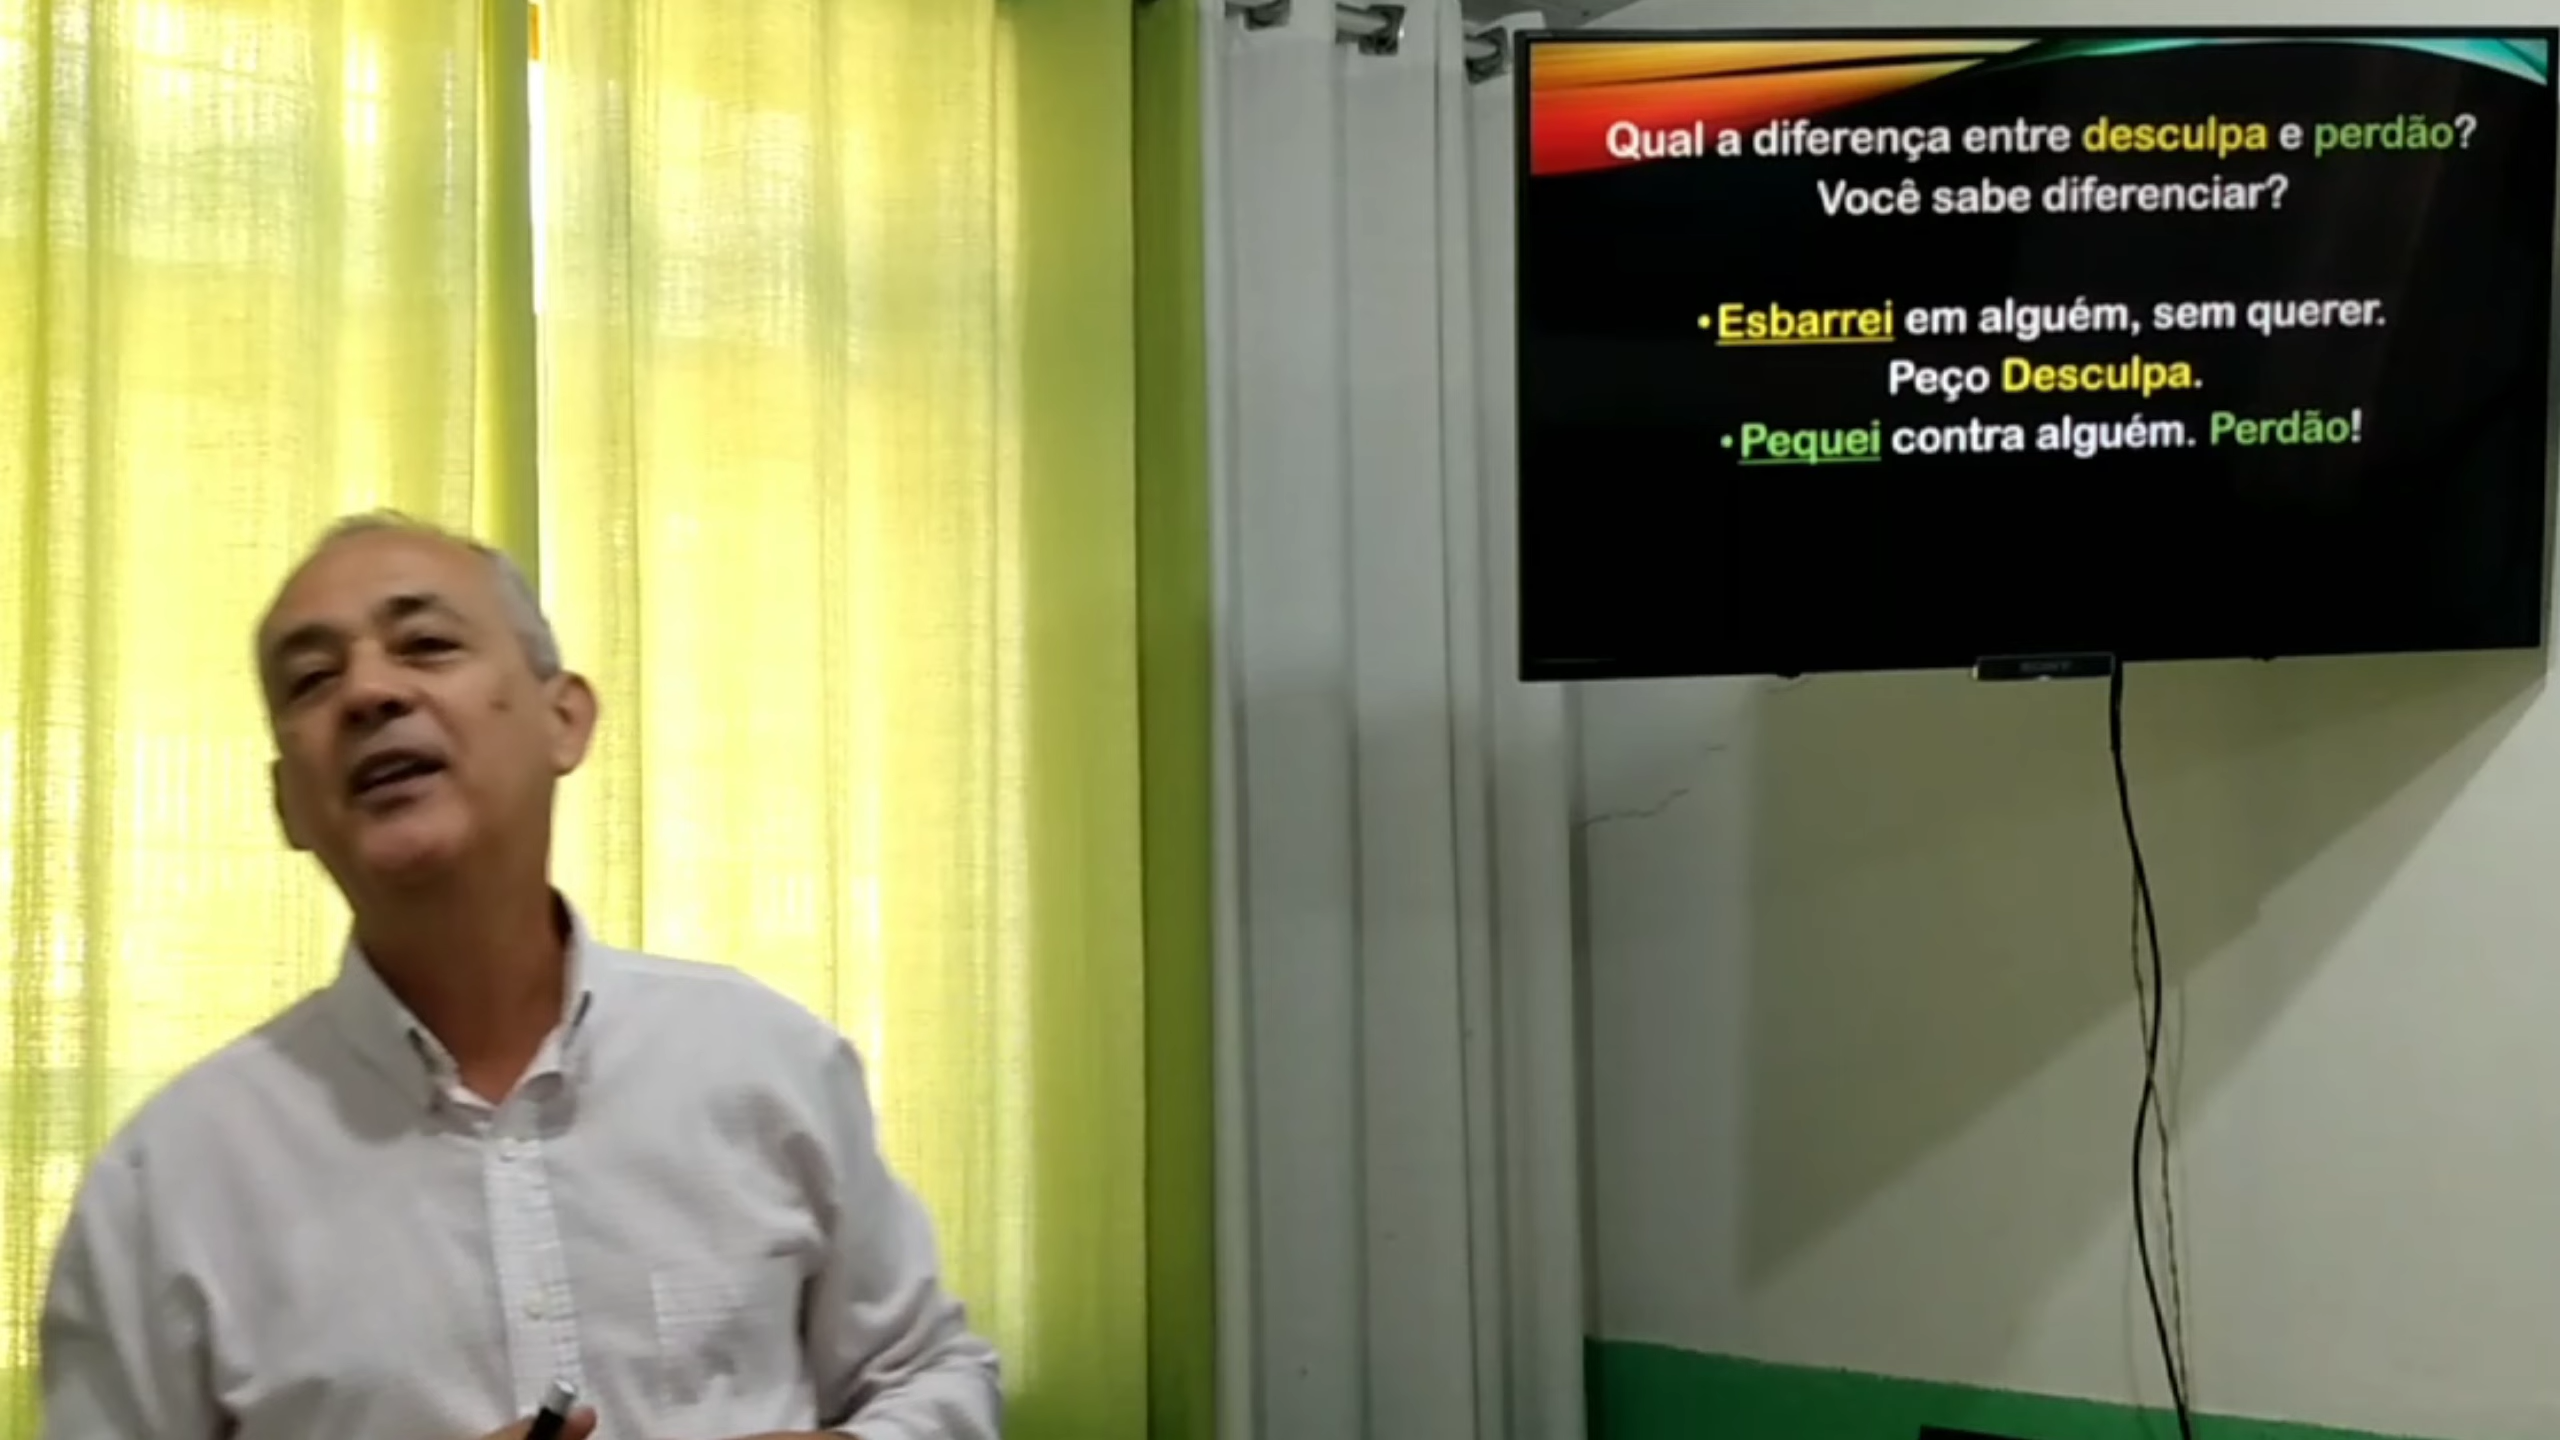 Qual a diferença entre desculpa e perdão?
Você sabe diferenciar?
•Esbarrei em alguém, sem querer.
Peço Desculpa.
•Pequei contra alguém. Perdão!
SONY